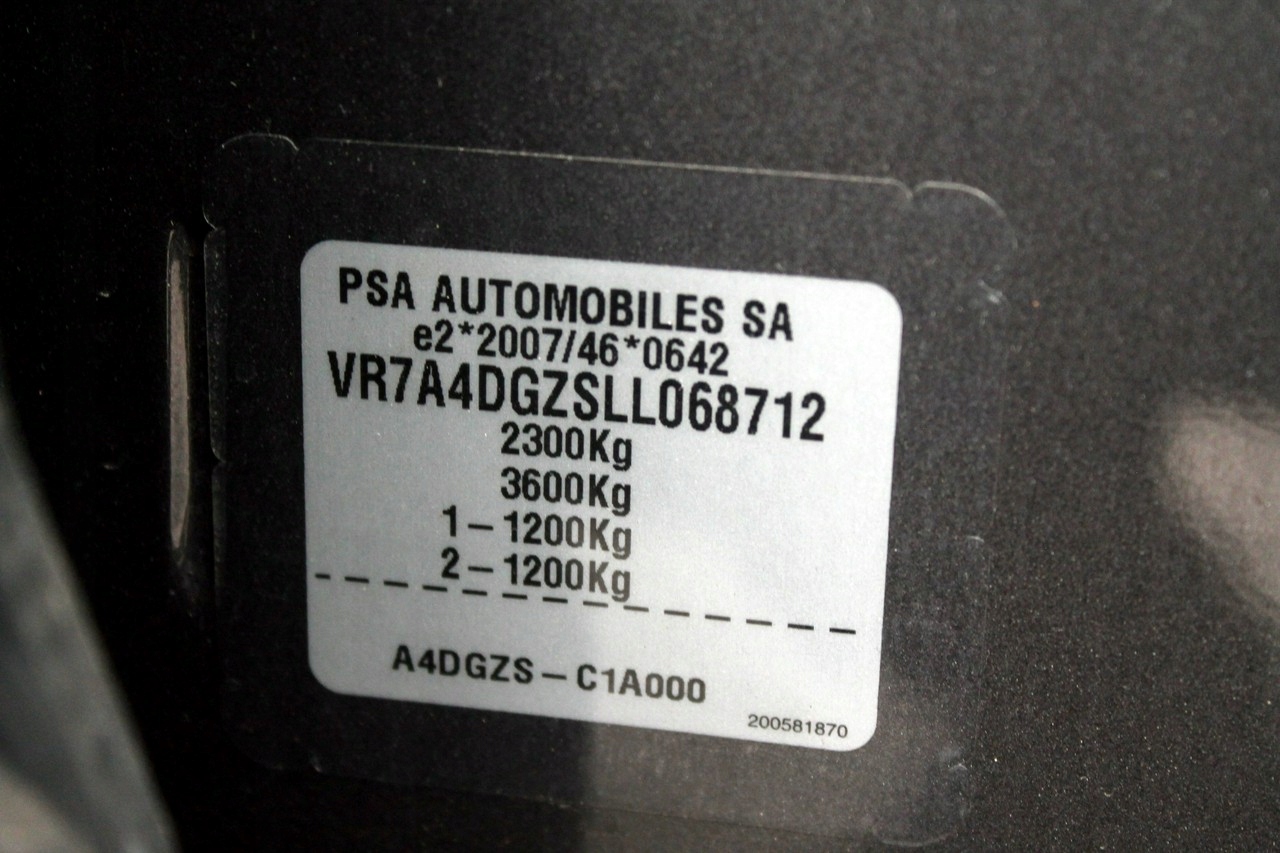 PSA AUTOMOBILES SA
e2*2007/46*0642
VR7A4DGZSLL068712
2300Kg
3600Kg
1-1200Kg
2-1200Kg
A4DGZS-C1A000
200581870